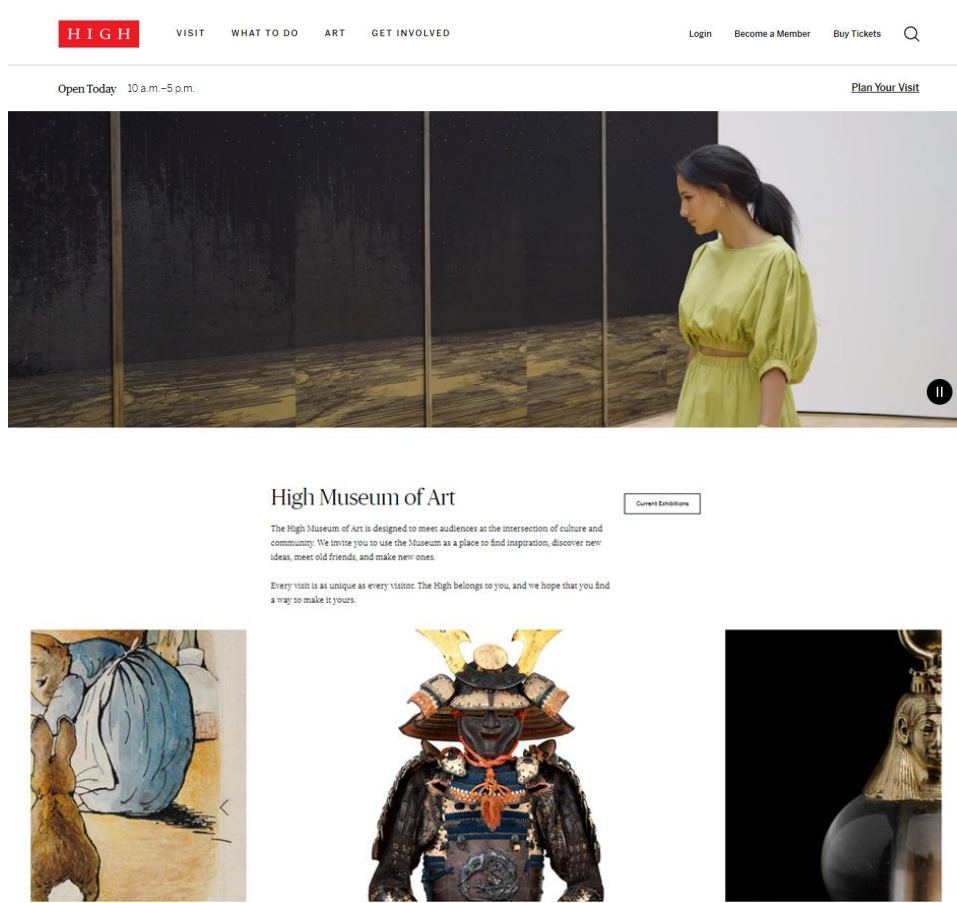 HIGH
VISIT
WHAT TO DO
ART
GET INVOLVED
Login
Become a Member
Buy Tickets
Open Today 10 a.m.–5 p.m.
Plan Your Visit
High Museum of Art
Current Exhibitions
The High Museum of Art is designed to meet audiences at the intersection of culture and
community. We invite you to use the Museum as a place to find inspiration, discover new
ideas, meet old friends, and make new ones.
Every visit is as unique as every visitor. The High belongs to you, and we hope that you find
a way to make it yours.